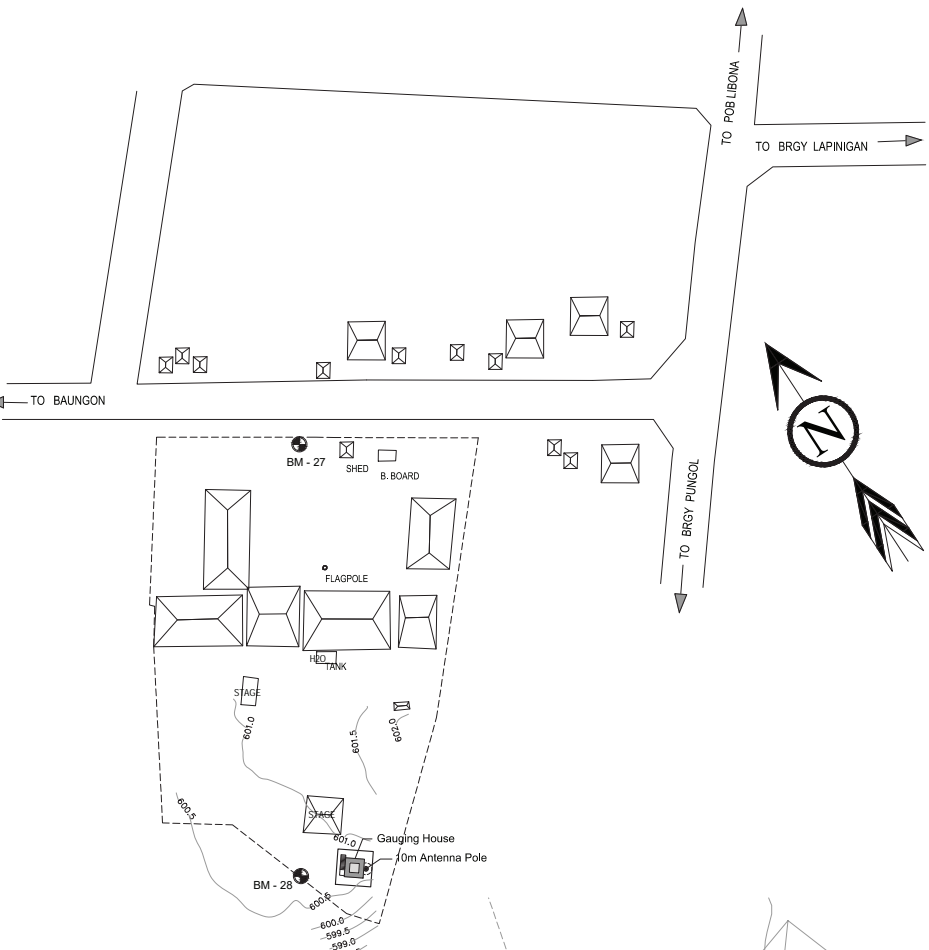 TO POB LIBONA
TO BRGY LAPINIGAN
TO BAUNGON
N
BM - 27
SHED
B. BOARD
TO BRGY PUNGOL
FLAGPOLE
H2O
TANK
STAGE
601.0
601.5
602.0
600.5
STAGE
601.0
Gauging House
10m Antenna Pole
BM - 28
600.5
600.0
599.5
599.0